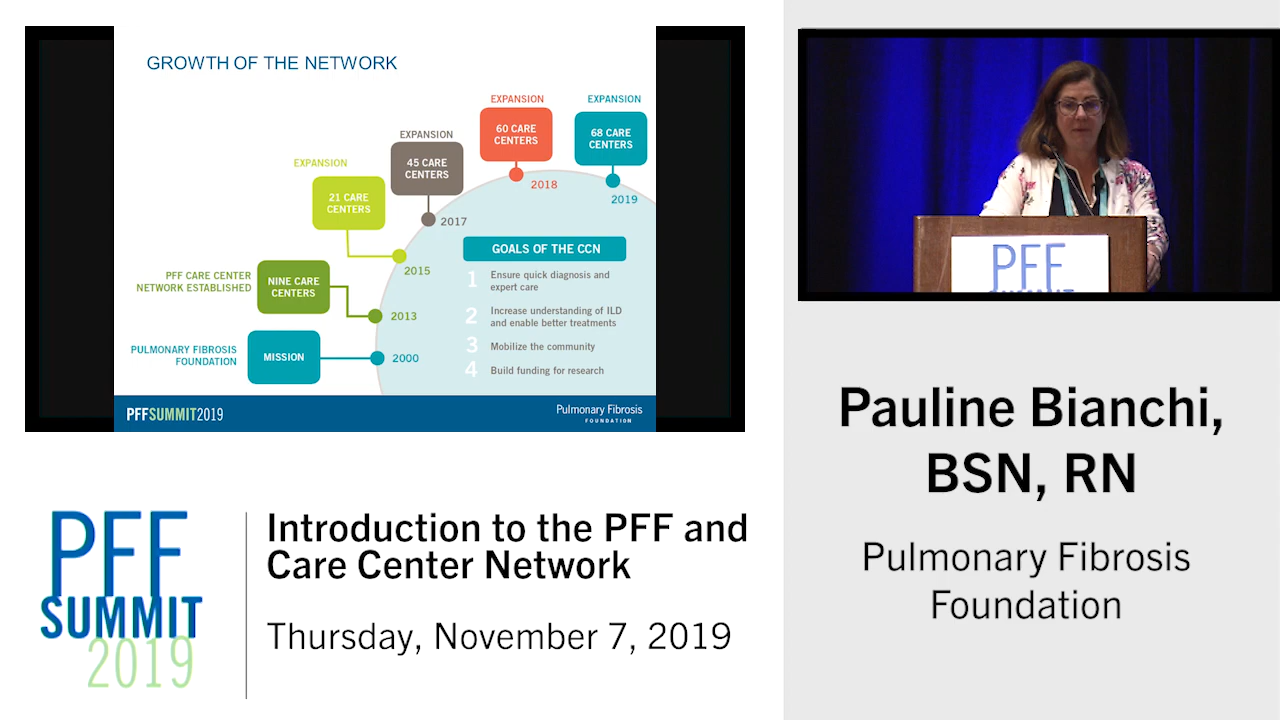 GROWTH OF THE NETWORK
EXPANSION
68 CARE
CENTERS
2019
EXPANSION
60 CARE
CENTERS
2018
EXPANSION
45 CARE
CENTERS
2017
EXPANSION
21 CARE
CENTERS
2015
PFF CARE CENTER
NETWORK ESTABLISHED
NINE CARE
CENTERS
2013
PULMONARY FIBROSIS
FOUNDATION
MISSION
2000
GOALS OF THE CCN
1 Ensure quick diagnosis and
expert care
2 Increase understanding of ILD
and enable better treatments
3 Mobilize the community
4 Build funding for research
PFFSUMMIT2019
Pulmonary Fibrosis
FOUNDATION
PFF
SUMMIT
Pauline Bianchi,
BSN, RN
Pulmonary Fibrosis
Foundation
PFF
SUMMIT
2019
Introduction to the PFF and
Care Center Network
Thursday, November 7, 2019